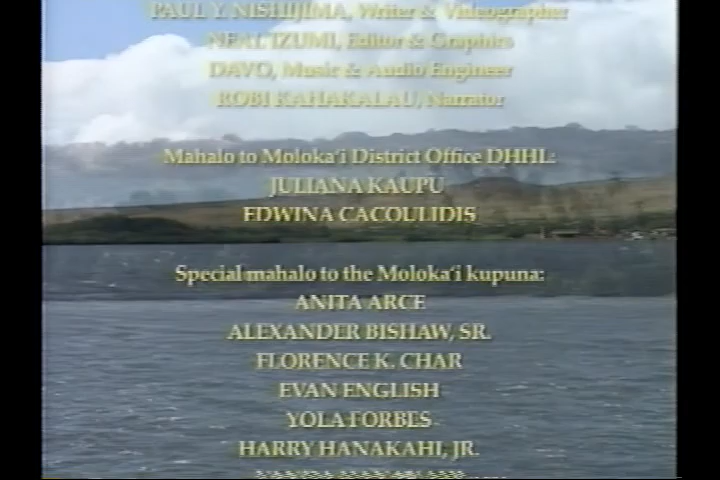 PAUL Y. NISHIJIMA, Writer & Videographer
NEAL IZUMI, Editor & Graphics
DAVO, Music & Audio Engineer
ROBI KAHAKALAU, Narrator
Mahalo to Molokaʻi District Office DHHL:
JULIANA KAUPU
EDWINA CACOULIDIS
Special mahalo to the Molokaʻi kupuna:
ANITA ARCE
ALEXANDER BISHAW, SR.
FLORENCE K. CHAR
EVAN ENGLISH
YOLA FORBES
HARRY HANAKAHI, JR.